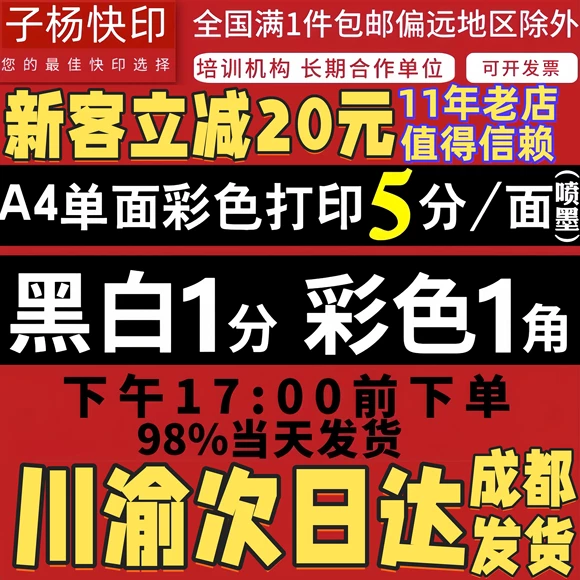 子杨快印
您的最佳快印选择
全国满1件包邮偏远地区除外
培训机构 长期合作单位
可开发票
新客立减20元
11年老店
值得信赖
A4单面彩色打印5分/面(喷墨)
黑白1分 彩色1角
下午17:00前下单
98%当天发货
川渝次日达
成都
发货